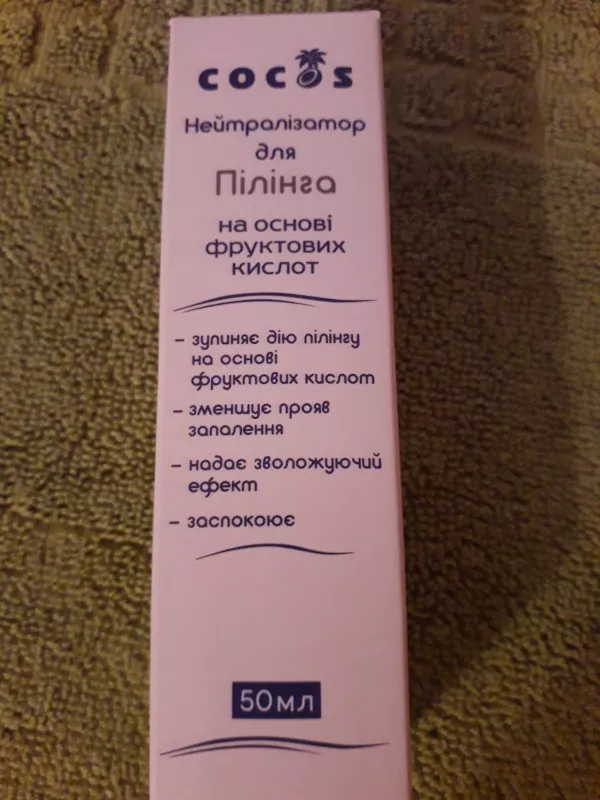 cocos
Нейтралізатор
для
Пілінга
на основі
фруктових
кислот
– зупиняє дію пілінгу
на основі
фруктових кислот
– зменшує прояв
запалення
– надає зволожуючий
ефект
– заспокоює
50мл